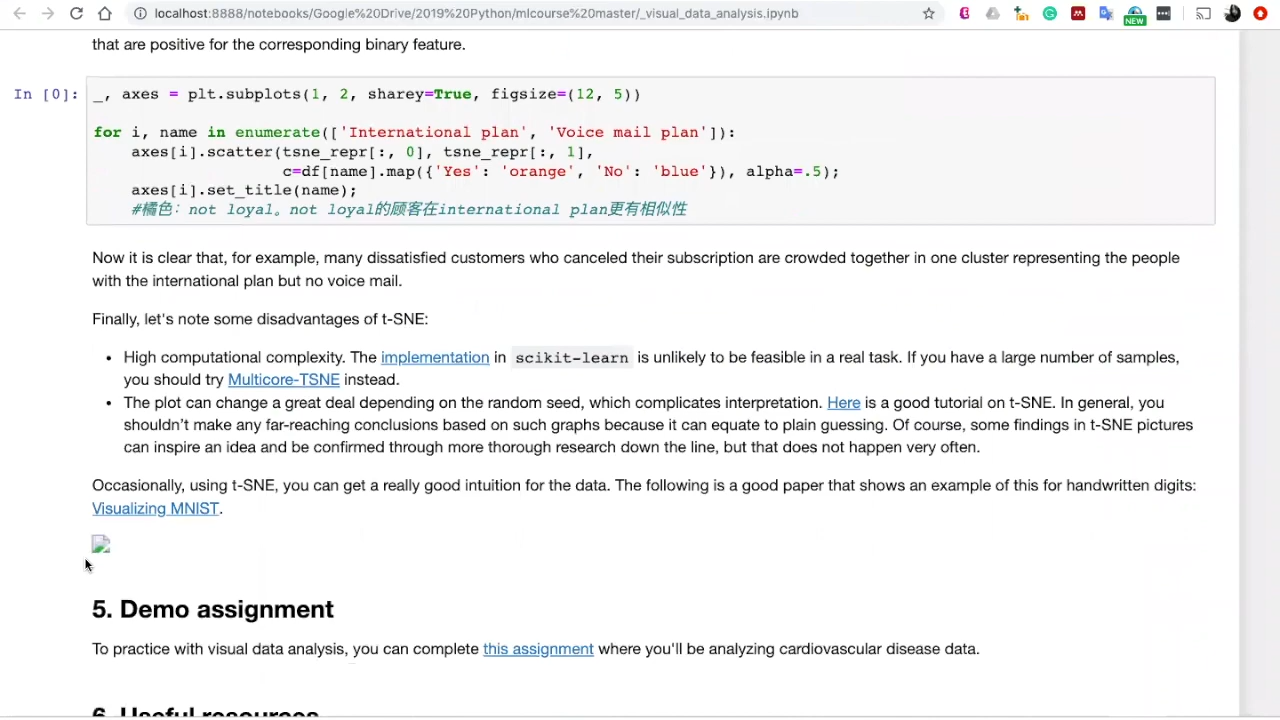 localhost:8888/notebooks/Google%20Drive/2019%20Python/mlcourse%20master/_visual_data_analysis.ipynb
NEW
that are positive for the corresponding binary feature.
In [0]: _, axes = plt.subplots(1, 2, sharey=True, figsize=(12, 5))
for i, name in enumerate(['International plan', 'Voice mail plan']):
axes[i].scatter(tsne_repr[:, 0], tsne_repr[:, 1],
c=df[name].map({'Yes': 'orange', 'No': 'blue'}), alpha=.5);
axes[i].set_title(name);
#橘色：not loyal。not loyal的顾客在international plan更有相似性
Now it is clear that, for example, many dissatisfied customers who canceled their subscription are crowded together in one cluster representing the people
with the international plan but no voice mail.
Finally, let's note some disadvantages of t-SNE:
• High computational complexity. The implementation in scikit-learn is unlikely to be feasible in a real task. If you have a large number of samples,
you should try Multicore-TSNE instead.
• The plot can change a great deal depending on the random seed, which complicates interpretation. Here is a good tutorial on t-SNE. In general, you
shouldn’t make any far-reaching conclusions based on such graphs because it can equate to plain guessing. Of course, some findings in t-SNE pictures
can inspire an idea and be confirmed through more thorough research down the line, but that does not happen very often.
Occasionally, using t-SNE, you can get a really good intuition for the data. The following is a good paper that shows an example of this for handwritten digits:
Visualizing MNIST.
5. Demo assignment
To practice with visual data analysis, you can complete this assignment where you'll be analyzing cardiovascular disease data.
6. Useful resources